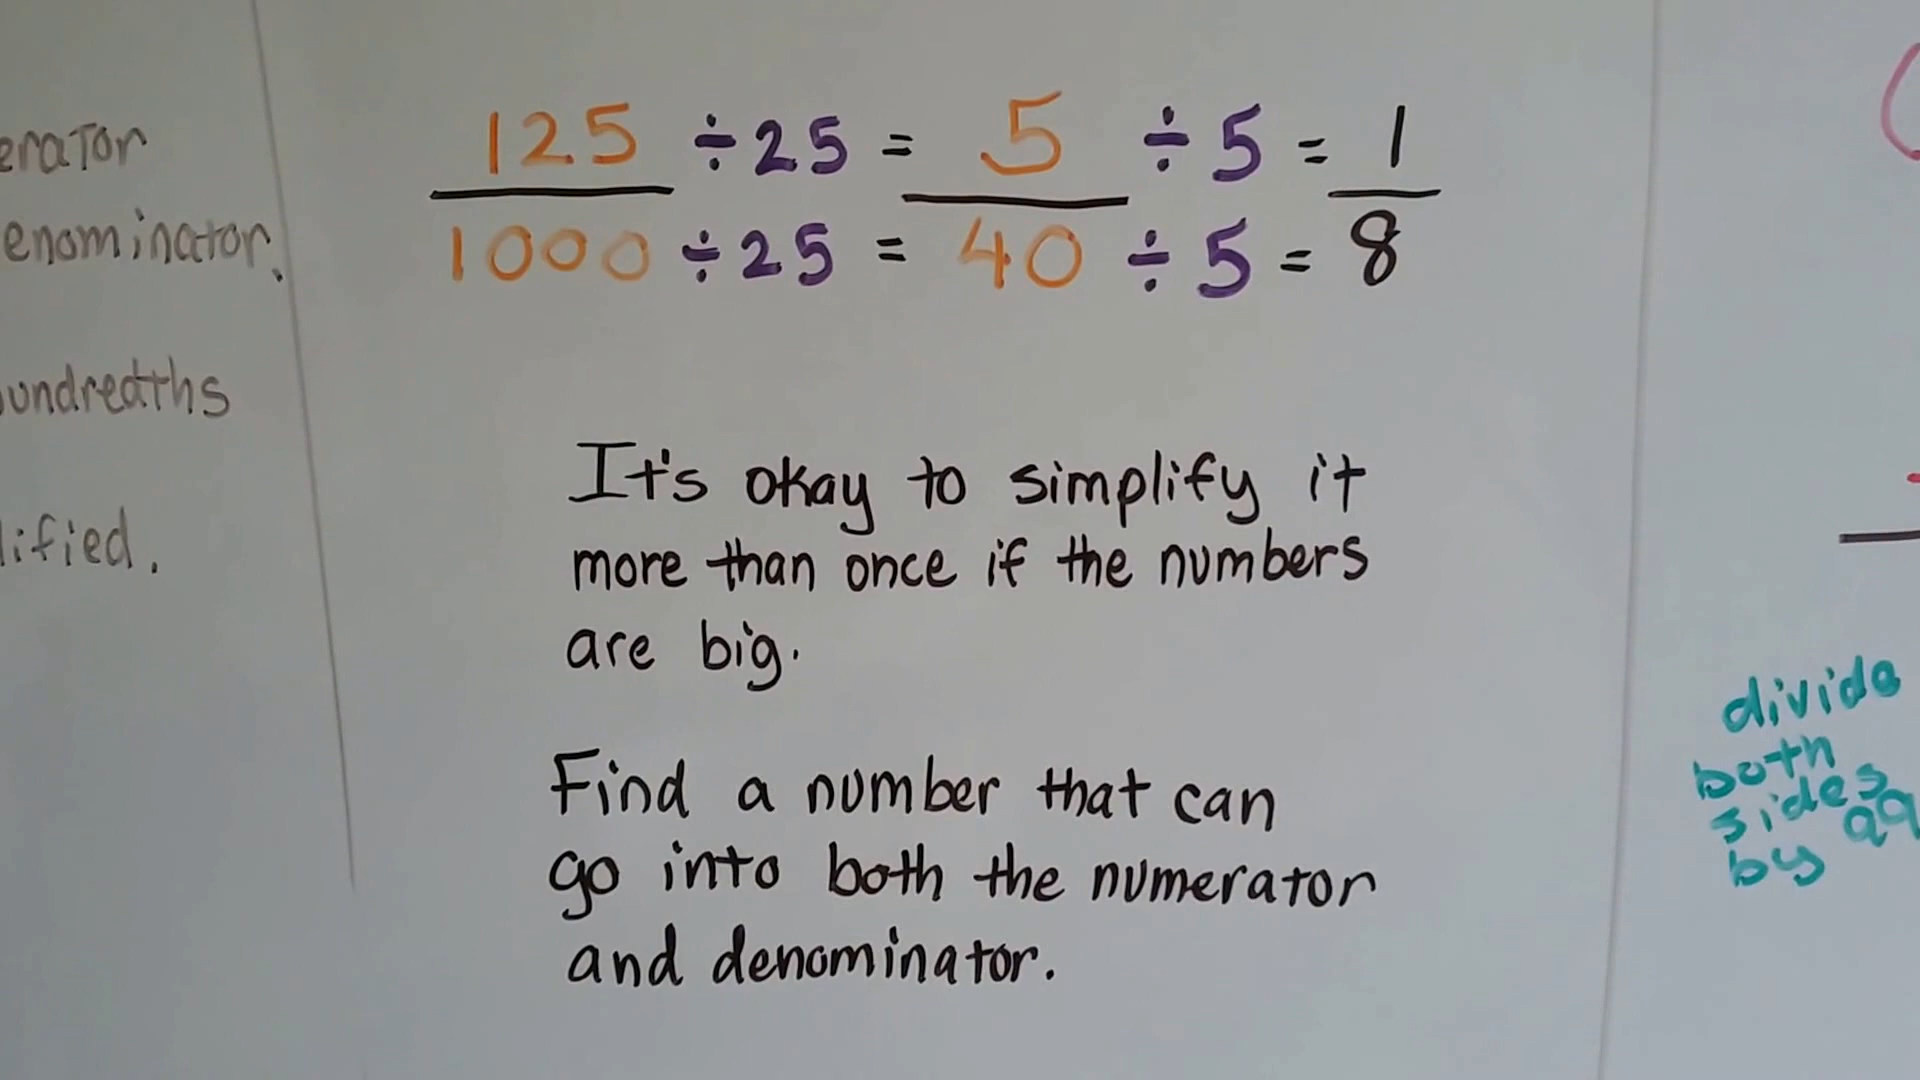 erator
enominator.
undredths
lified.
125 ÷25 = 5 ÷5 = 1
1000 ÷25 = 40 ÷5 = 8
It's okay to simplify it
more than once if the numbers
are big.
Find a number that can
go into both the numerator
and denominator.
divide
both
sides
by 99